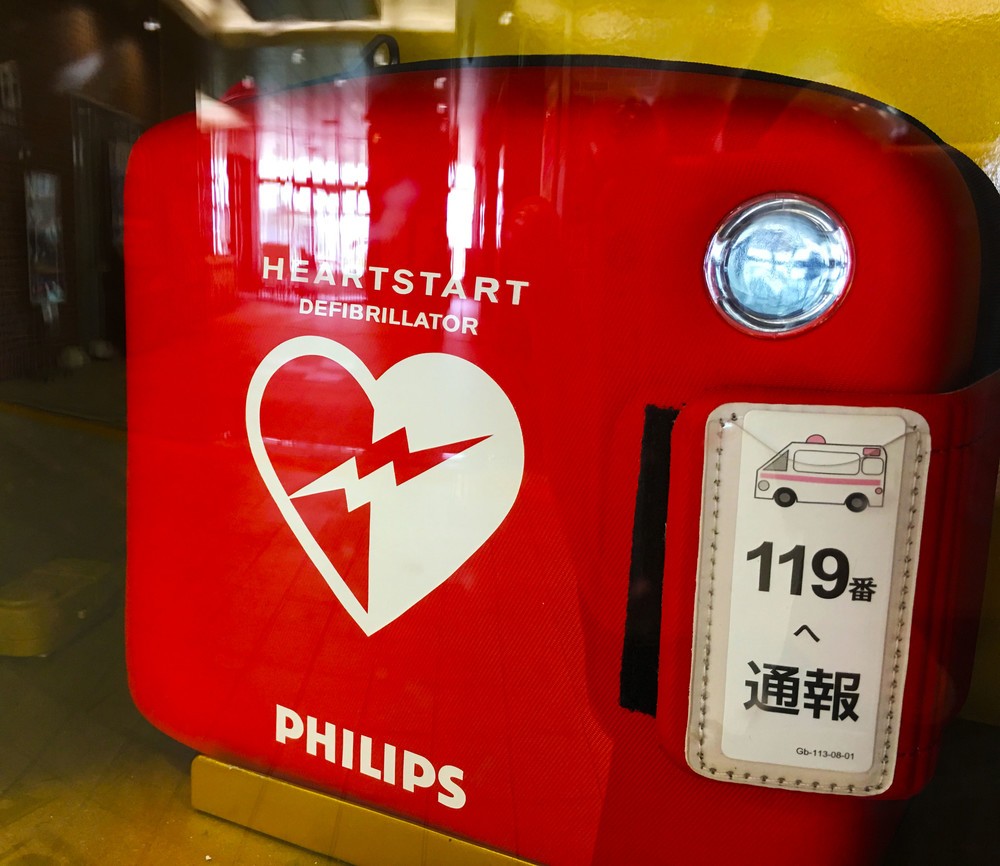 HEARTSTART
DEFIBRILLATOR
PHILIPS
119番
へ
通報
Gb-113-08-01